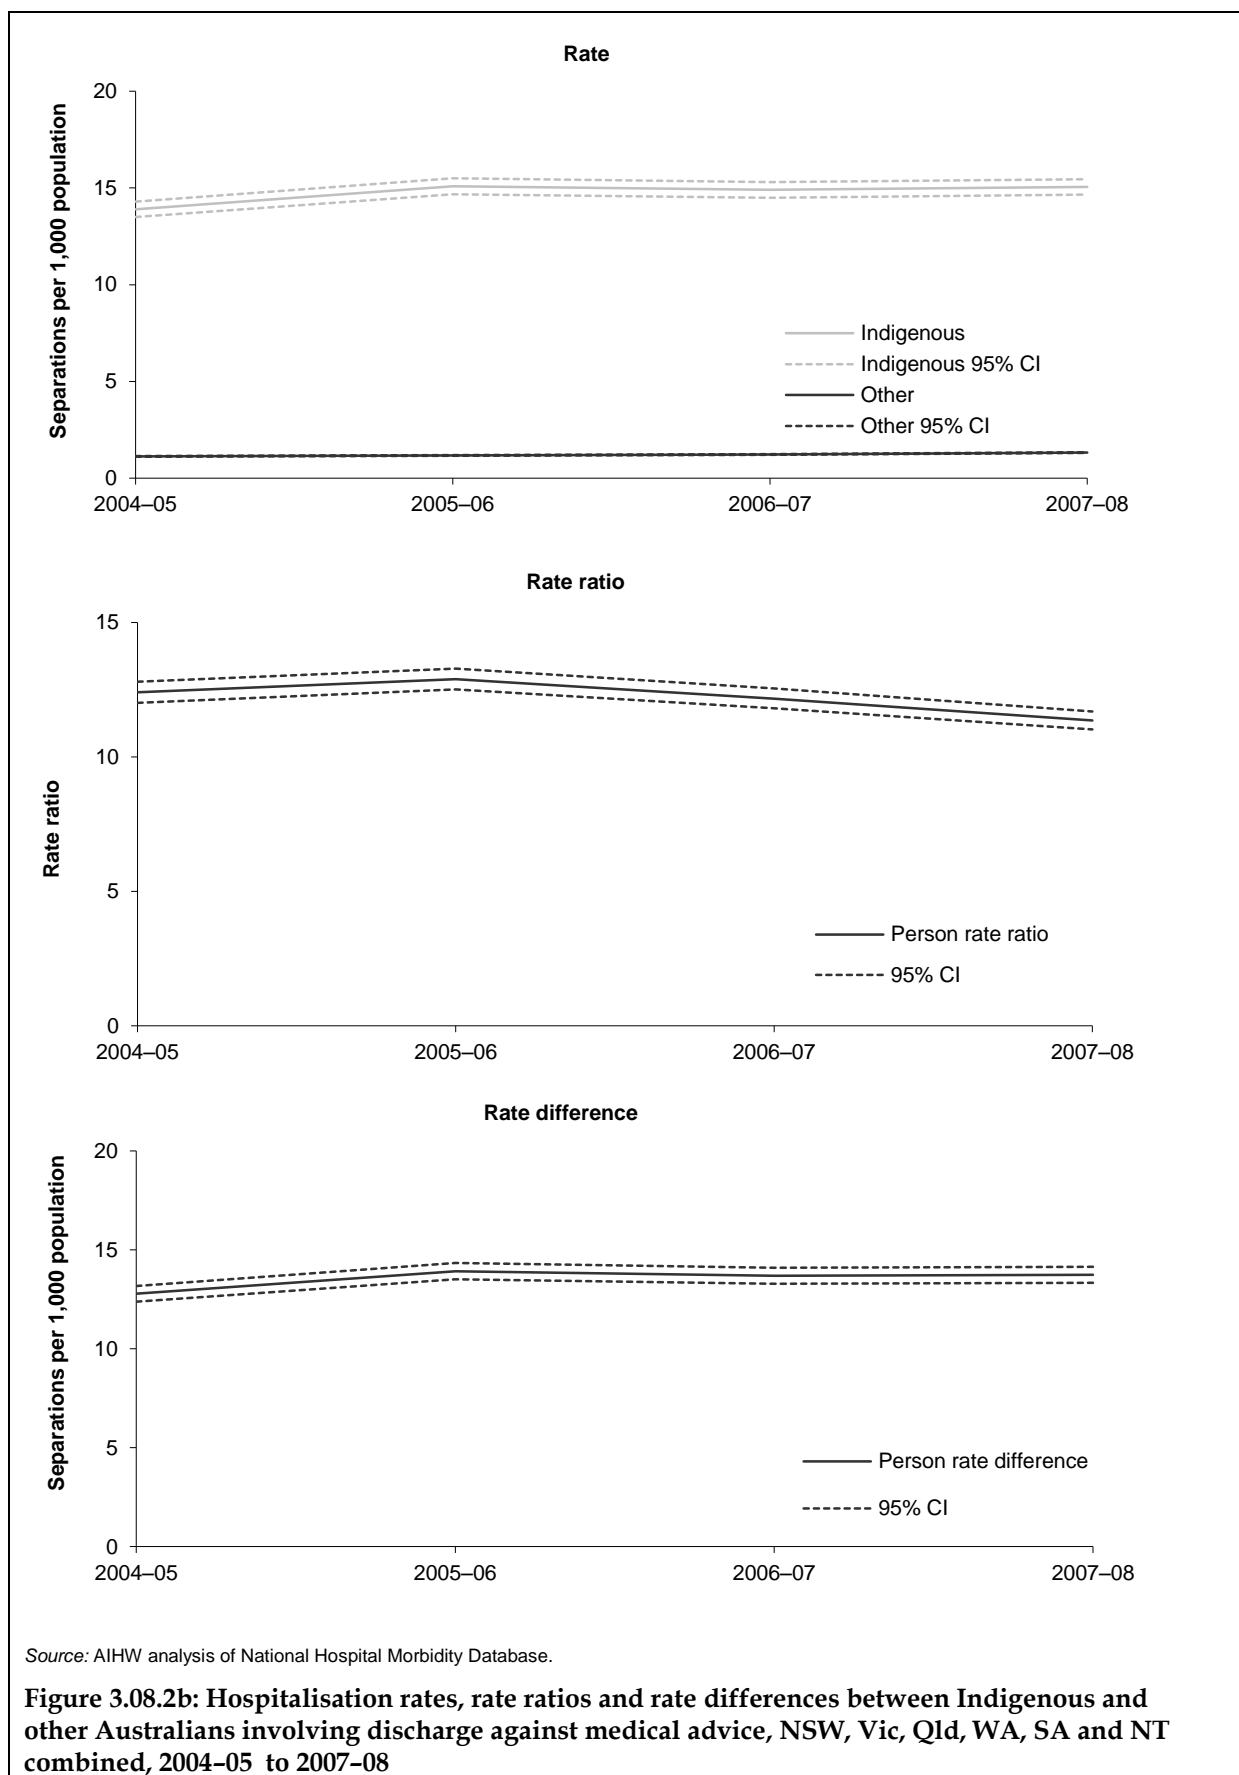 Rate
Separations per 1,000 population
20
15
10
5
0
Indigenous
Indigenous 95% CI
Other
Other 95% CI
2004–05 2005–06 2006–07 2007–08
Rate ratio
Rate ratio
15
10
5
0
Person rate ratio
95% CI
2004–05 2005–06 2006–07 2007–08
Rate difference
Separations per 1,000 population
20
15
10
5
0
Person rate difference
95% CI
2004–05 2005–06 2006–07 2007–08
Source: AIHW analysis of National Hospital Morbidity Database.
Figure 3.08.2b: Hospitalisation rates, rate ratios and rate differences between Indigenous and
other Australians involving discharge against medical advice, NSW, Vic, Qld, WA, SA and NT
combined, 2004–05 to 2007–08